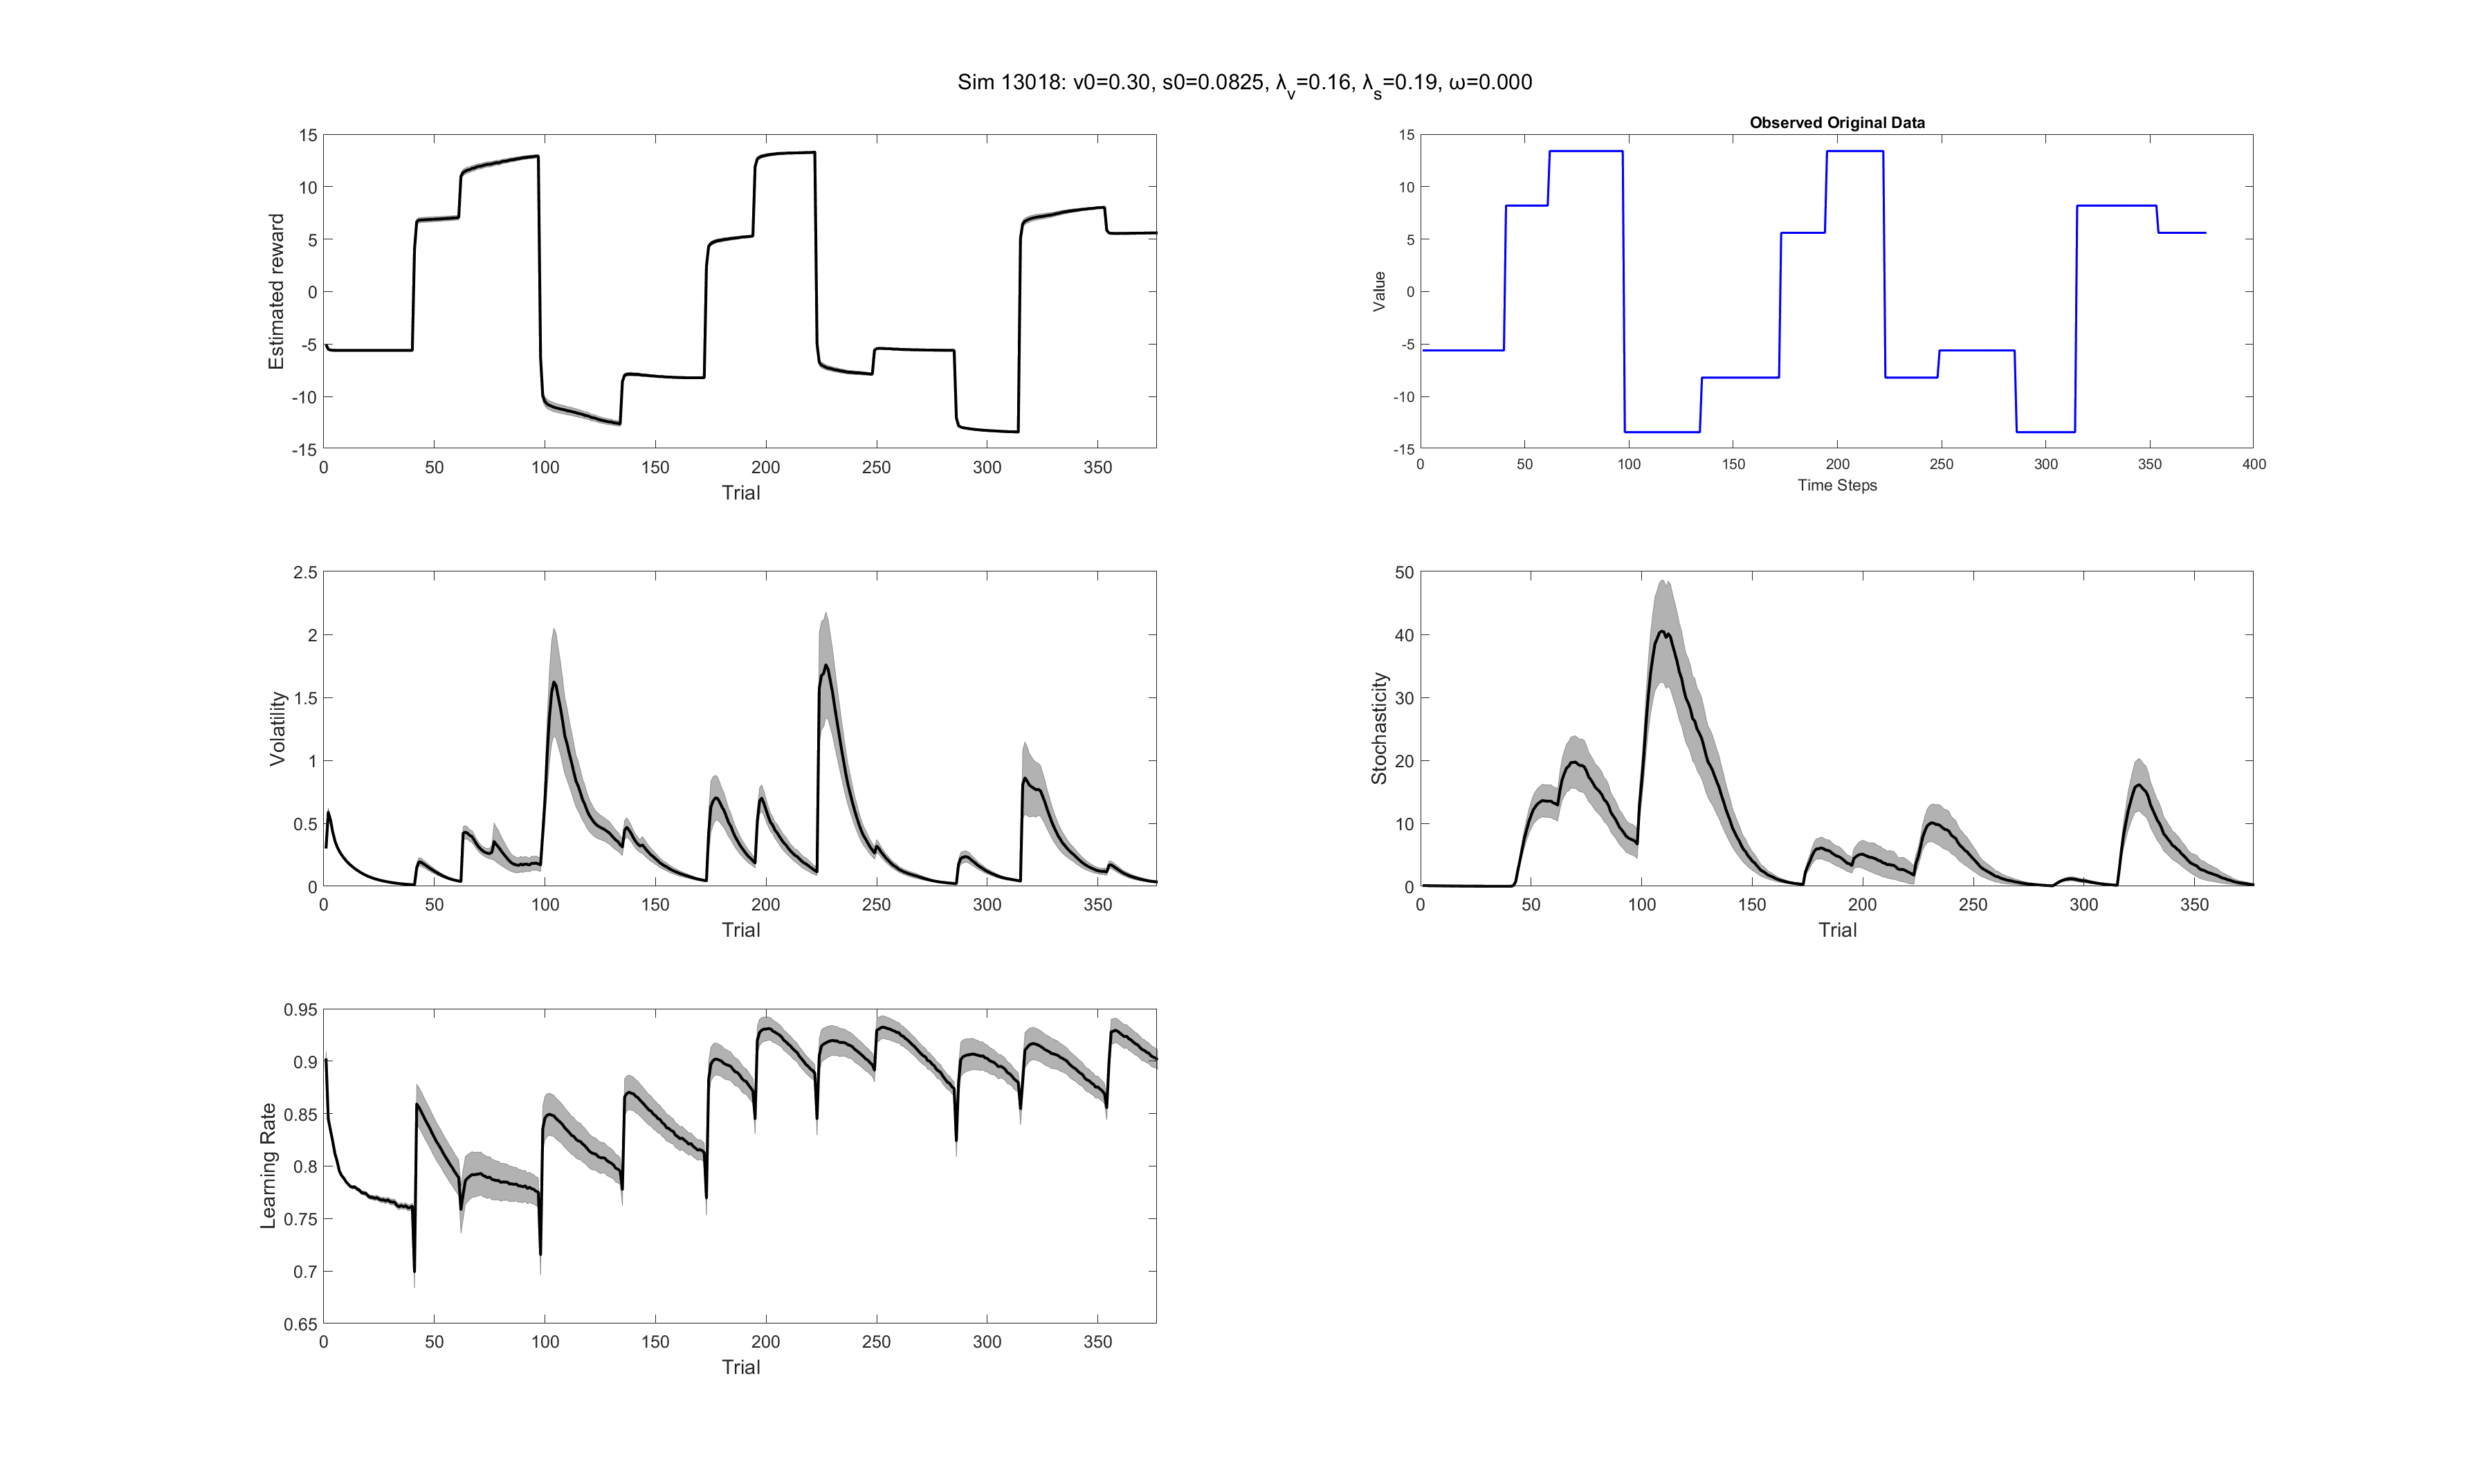 Sim 13018: v0=0.30, s0=0.0825, λv=0.16, λs=0.19, ω=0.000
15
10
5
0
-5
-10
-15
0 50 100 150 200 250 300 350
Estimated reward
Trial
Observed Original Data
15
10
5
0
-5
-10
-15
0 50 100 150 200 250 300 350 400
Value
Time Steps
2.5
2
1.5
1
0.5
0
0 50 100 150 200 250 300 350
Volatility
Trial
50
40
30
20
10
0
0 50 100 150 200 250 300 350
Stochasticity
Trial
0.95
0.9
0.85
0.8
0.75
0.7
0.65
0 50 100 150 200 250 300 350
Learning Rate
Trial